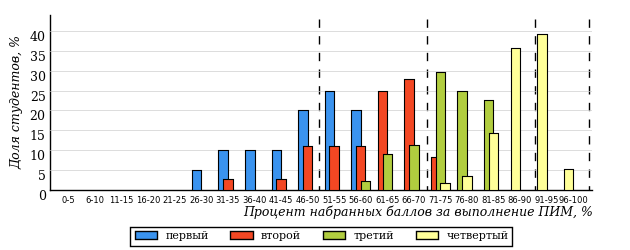 Доля студентов, %
40
35
30
25
20
15
10
5
0
0-5 6-10 11-15 16-20 21-25 26-30 31-35 36-40 41-45 46-50 51-55 56-60 61-65 66-70 71-75 76-80 81-85 86-90 91-95 96-100
Процент набранных баллов за выполнение ПИМ, %
первый второй третий четвертый